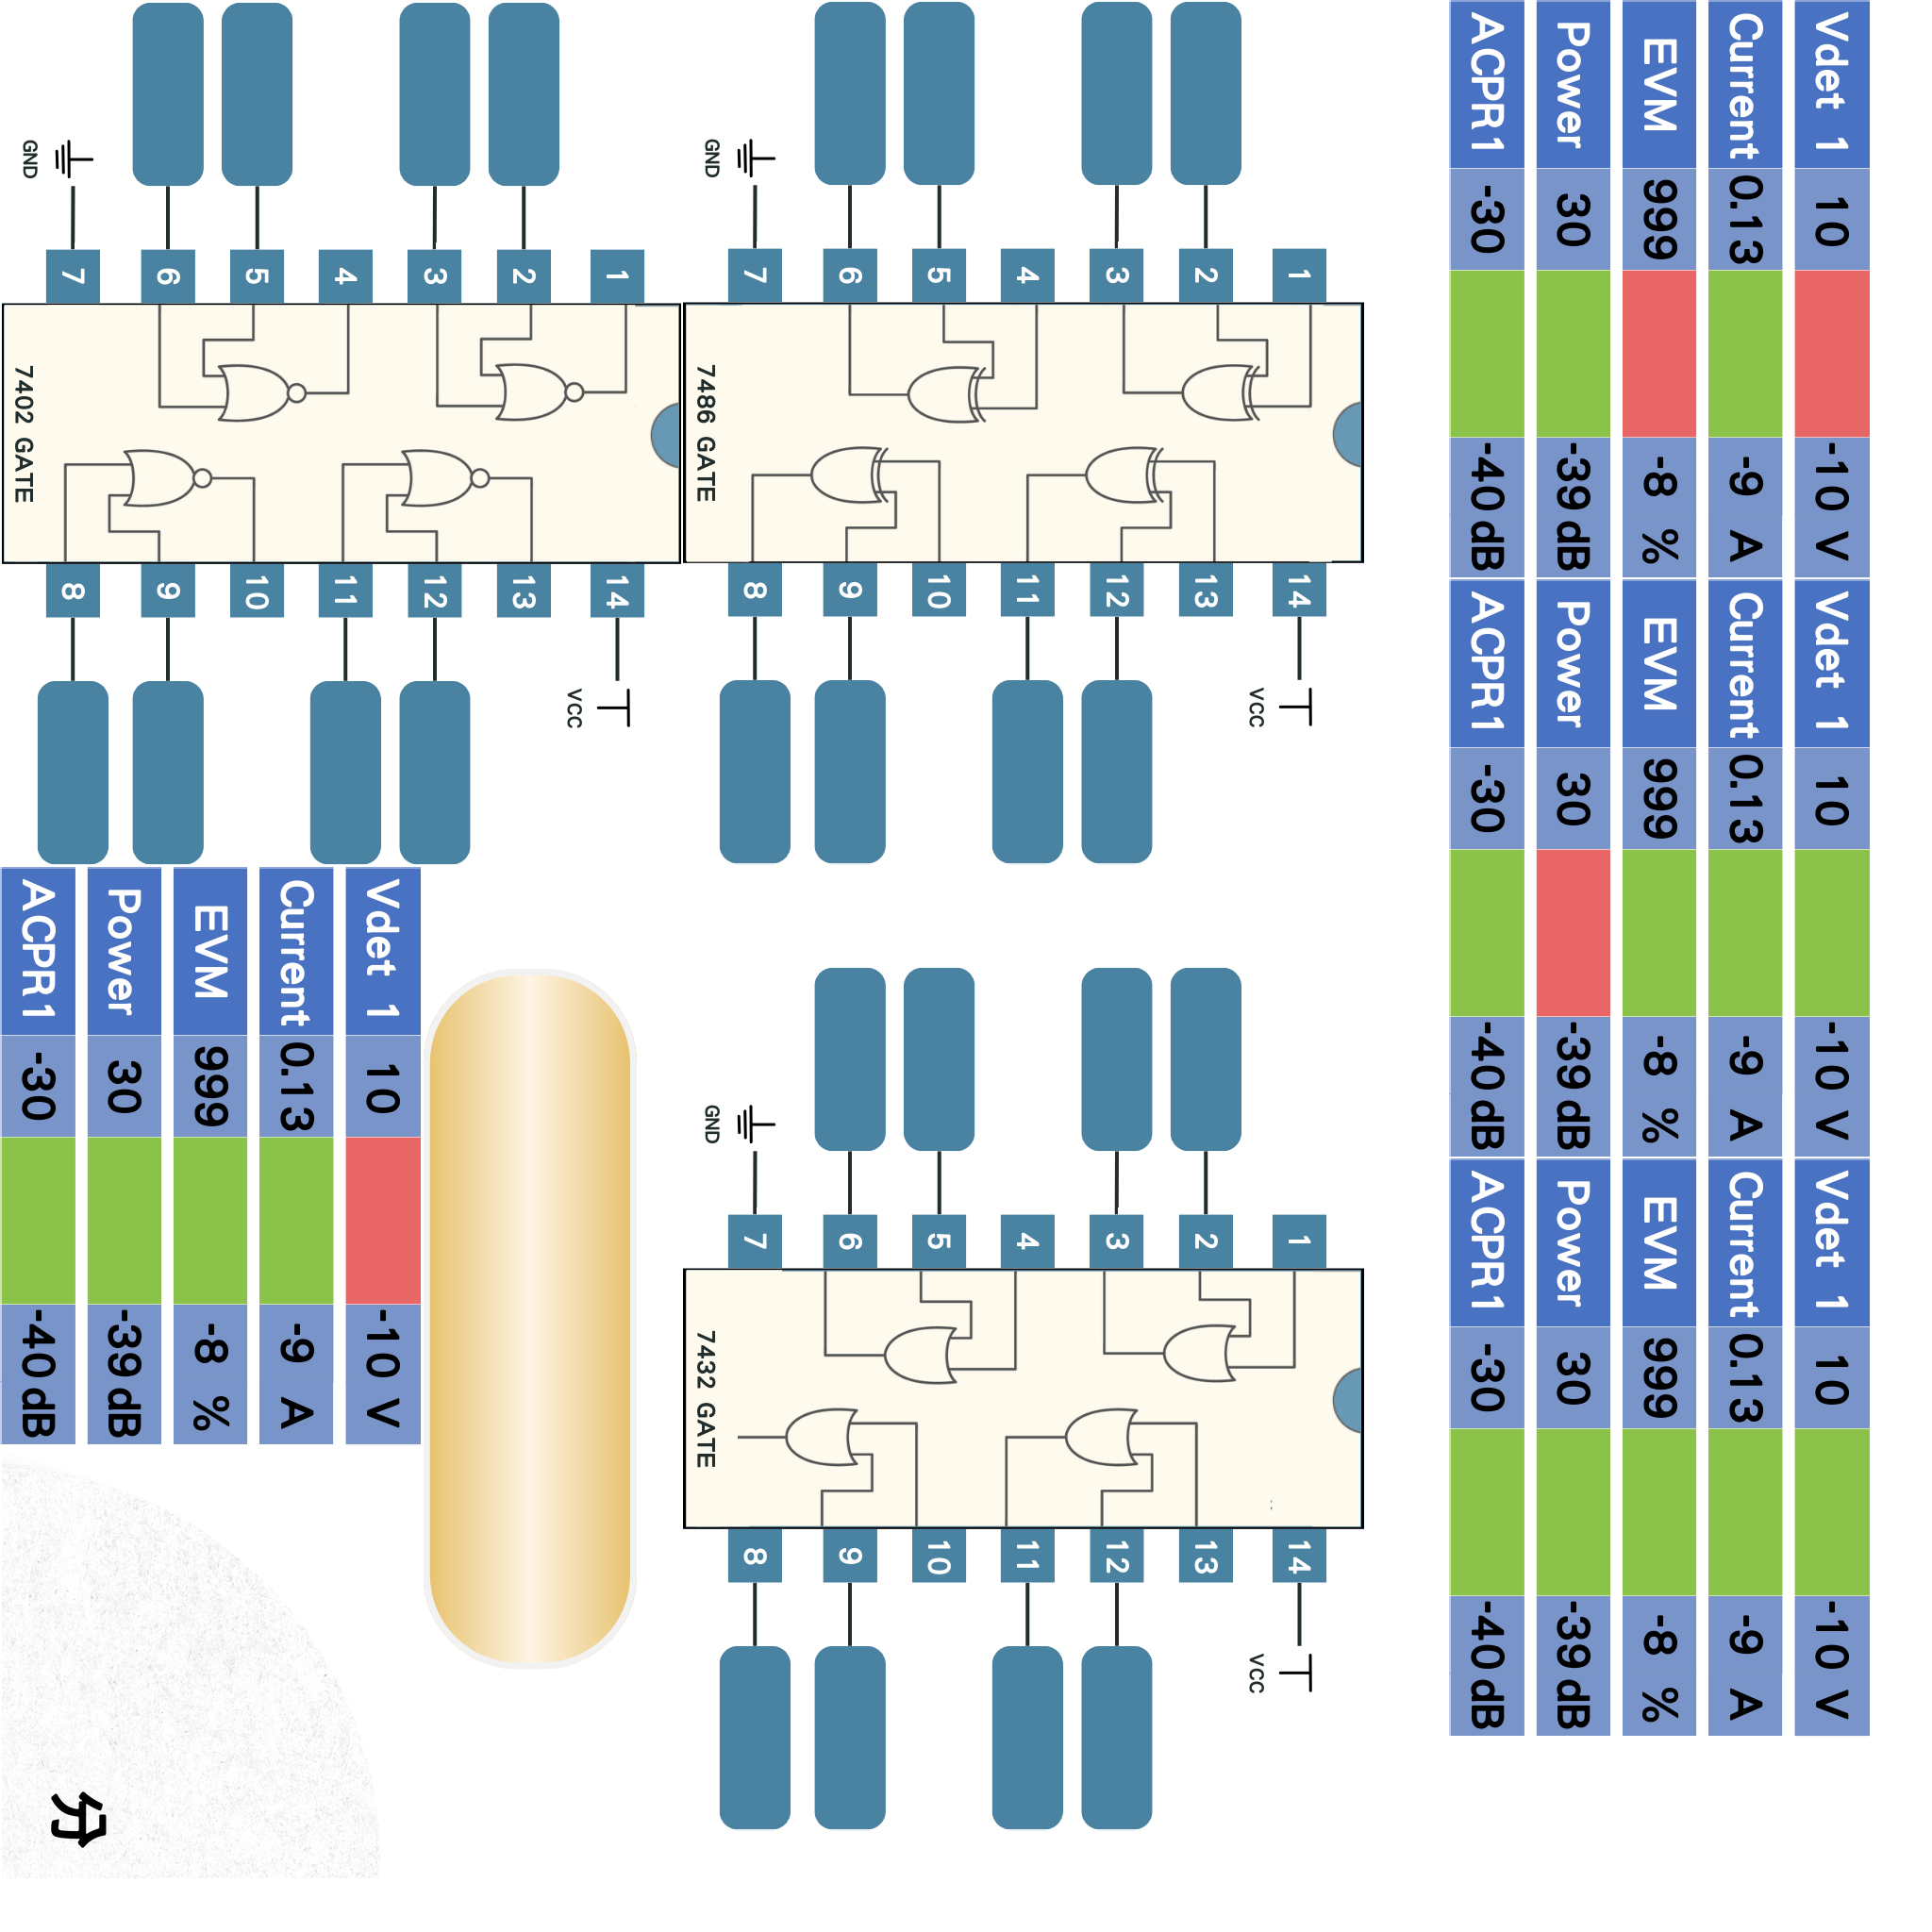 Vdet 1 10 -10 V
Current 0.13 -9 A
EVM 999 -8 %
Power 30 -39 dB
ACPR1 -30 -40 dB
Vdet 1 10 -10 V
Current 0.13 -9 A
EVM 999 -8 %
Power 30 -39 dB
ACPR1 -30 -40 dB
Vdet 1 10 -10 V
Current 0.13 -9 A
EVM 999 -8 %
Power 30 -39 dB
ACPR1 -30 -40 dB
1 14
VCC
2 13
3 12
4 11
5 10
6 9
7 8
GND 7486 GATE
1 14
VCC
2 13
3 12
4 11
5 10
6 9
7 8
GND 7432 GATE
1 14
VCC
2 13
3 12
4 11
5 10
6 9
7 8
GND 7402 GATE
Vdet 1 10 -10 V
Current 0.13 -9 A
EVM 999 -8 %
Power 30 -39 dB
ACPR1 -30 -40 dB
分